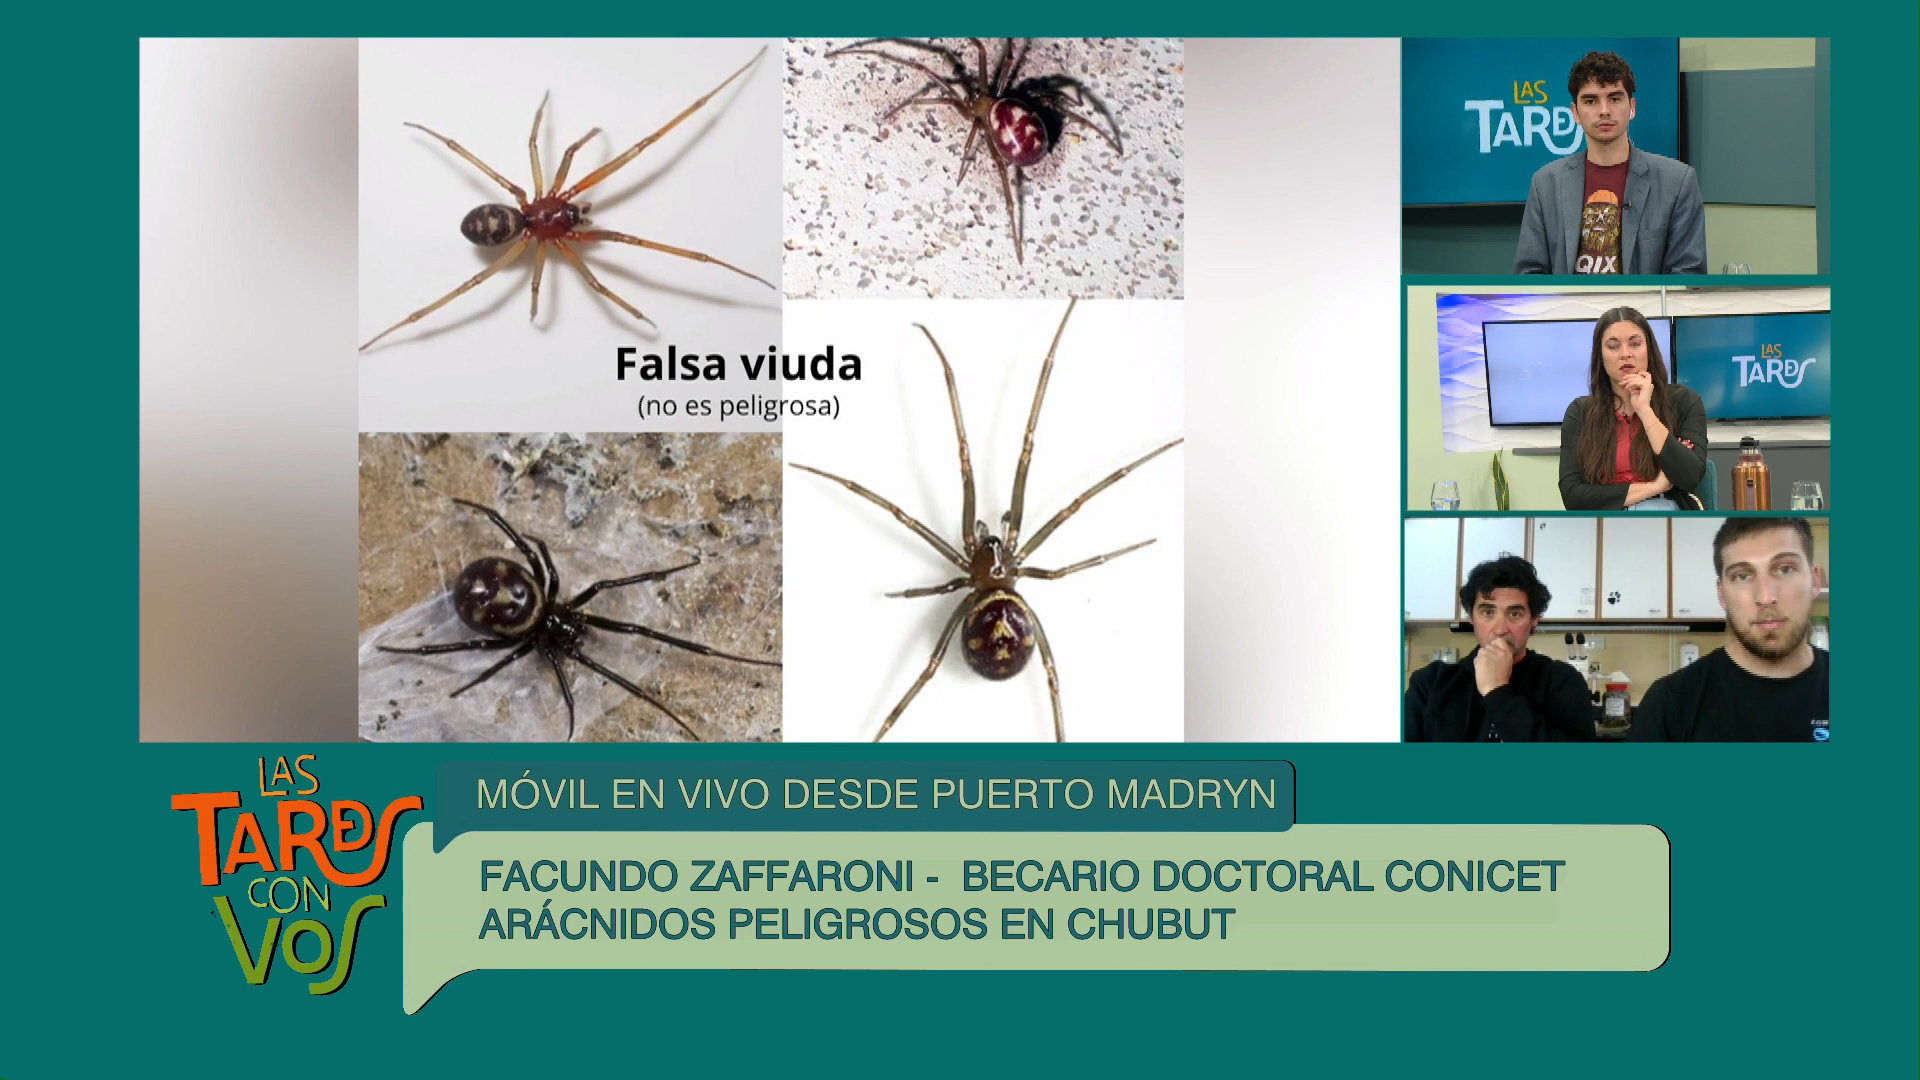 Falsa viuda
(no es peligrosa)
LAS
TARDE
QIX
LAS
TARDES
LAS
TARDES
CON
VOS
MÓVIL EN VIVO DESDE PUERTO MADRYN
FACUNDO ZAFFARONI - BECARIO DOCTORAL CONICET
ARÁCNIDOS PELIGROSOS EN CHUBUT